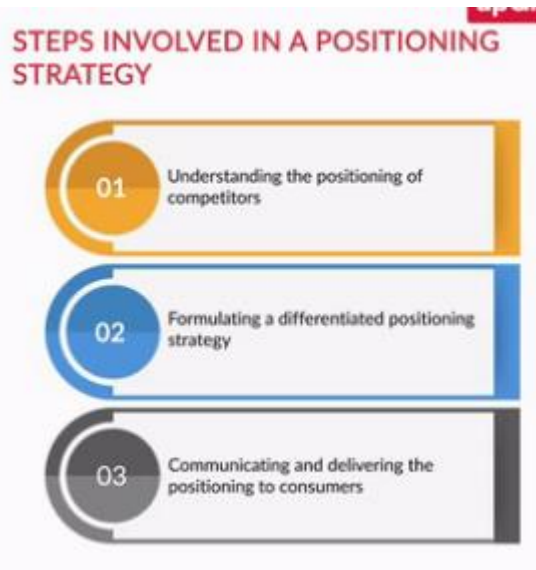 STEPS INVOLVED IN A POSITIONING
STRATEGY
01
Understanding the positioning of
competitors
02
Formulating a differentiated positioning
strategy
03
Communicating and delivering the
positioning to consumers